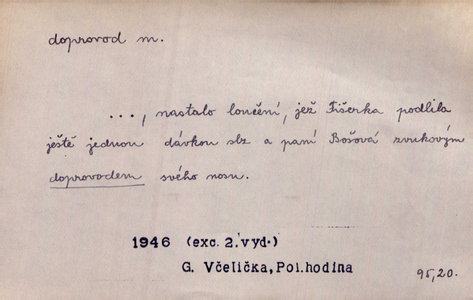 doprovod m.
..., nastalo loučení, jež Fišerka podlila
ještě jednou dávkou slz a paní Bošová zvukovým
doprovodem svého nosu.
1946 (exc. 2.vyd.)
G. Včelička, Pol.hodina
95,20.